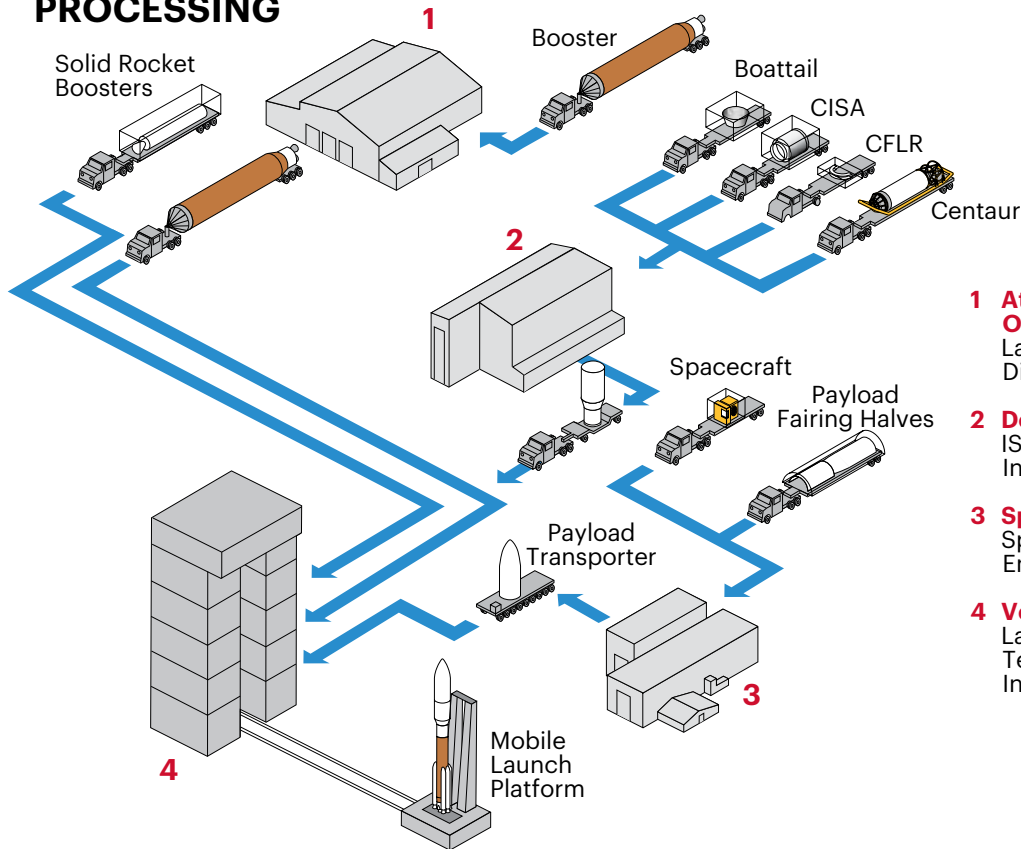 PROCESSING
1
Booster
Solid Rocket
Boosters
Boattail
CISA
CFLR
Centaur
2
Spacecraft
Payload
Fairing Halves
Payload
Transporter
3
4
Mobile
Launch
Platform
1
2
IS
3
4